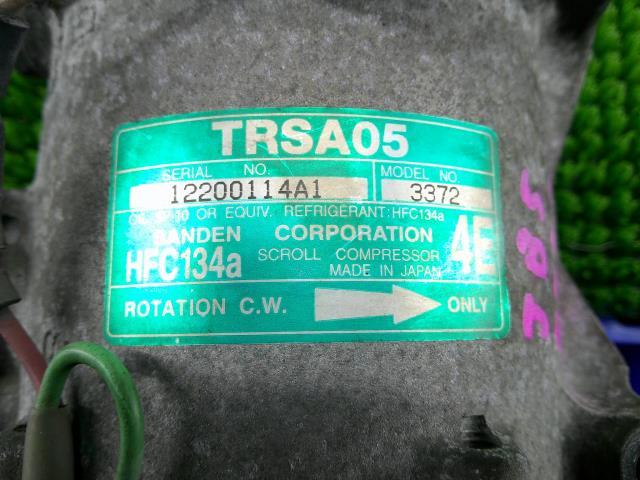 TRSA05
SERIAL NO.
12200114A1
MODEL NO.
3372
OR EQUIV. REFRIGERANT:HFC134a
SANDEN CORPORATION
4E
HFC134a
SCROLL COMPRESSOR
MADE IN JAPAN
ROTATION C.W.
ONLY